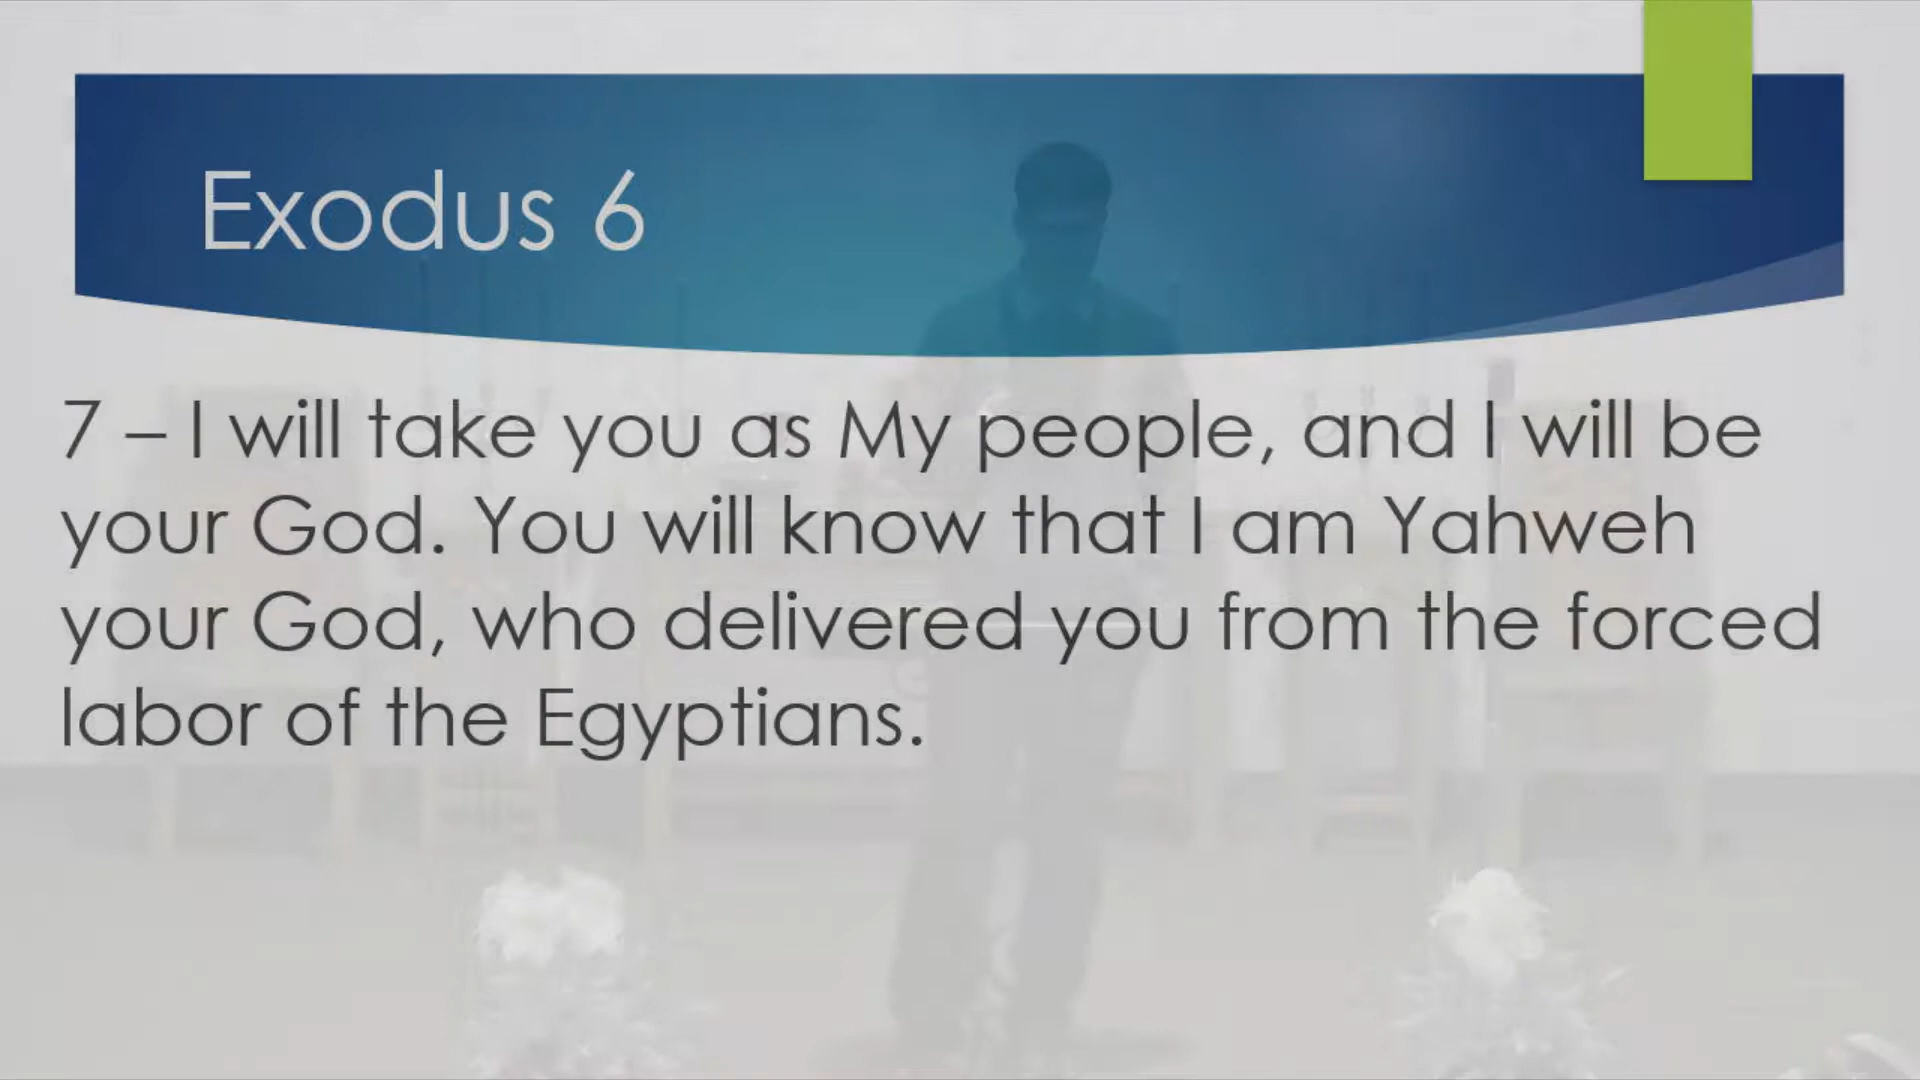 Exodus 6
7 – I will take you as My people, and I will be
your God. You will know that I am Yahweh
your God, who delivered you from the forced
labor of the Egyptians.